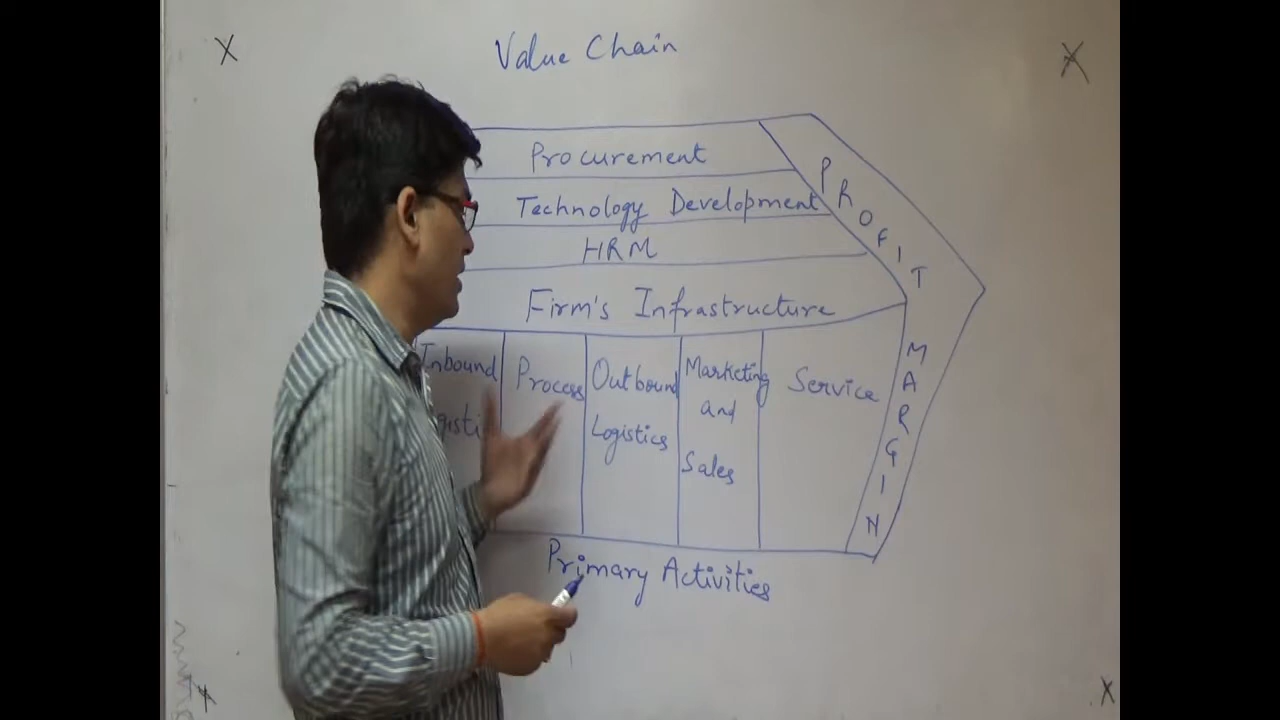 Value Chain
Procurement
Technology Development
HRM
Firm's Infrastructure
Inbound
Process
Outbound
Logistics
Marketing
and
Sales
Service
PROFIT MARGIN
Primary Activities